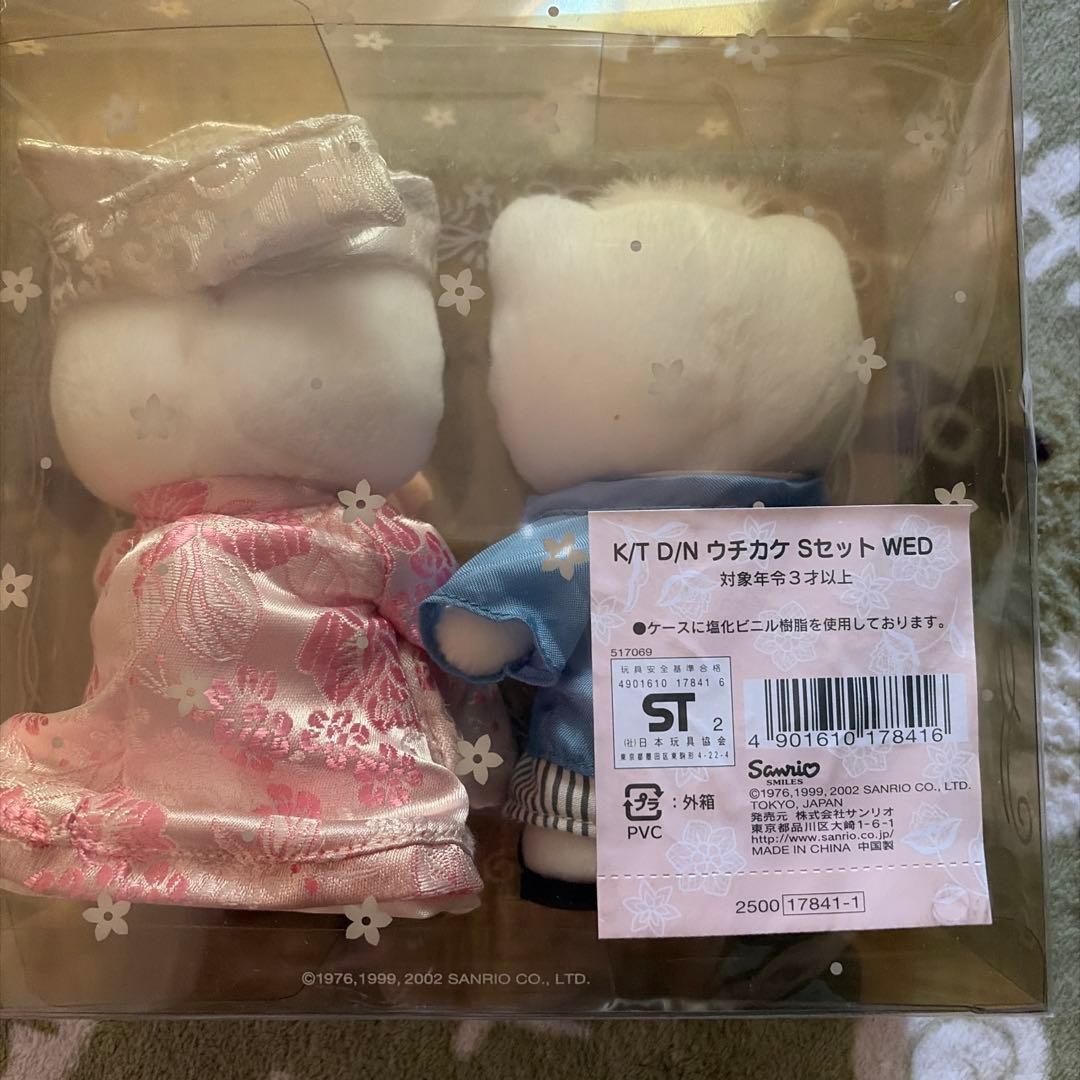 K/T D/N ウチカケ Sセット WED
対象年令3才以上
●ケースに塩化ビニル樹脂を使用しております。
517069
玩具安全基準合格
4901610 17841 6
ST 2
(社)日本玩具協会
東京都墨田区東駒形4-22-4
4 901610 178416
プラ : 外箱
PVC
Sanrio
SMILES
©1976,1999, 2002 SANRIO CO., LTD.
TOKYO, JAPAN
発売元 株式会社サンリオ
東京都品川区大崎1-6-1
http://www.sanrio.co.jp/
MADE IN CHINA 中国製
2500 17841-1
©1976,1999, 2002 SANRIO CO., LTD.